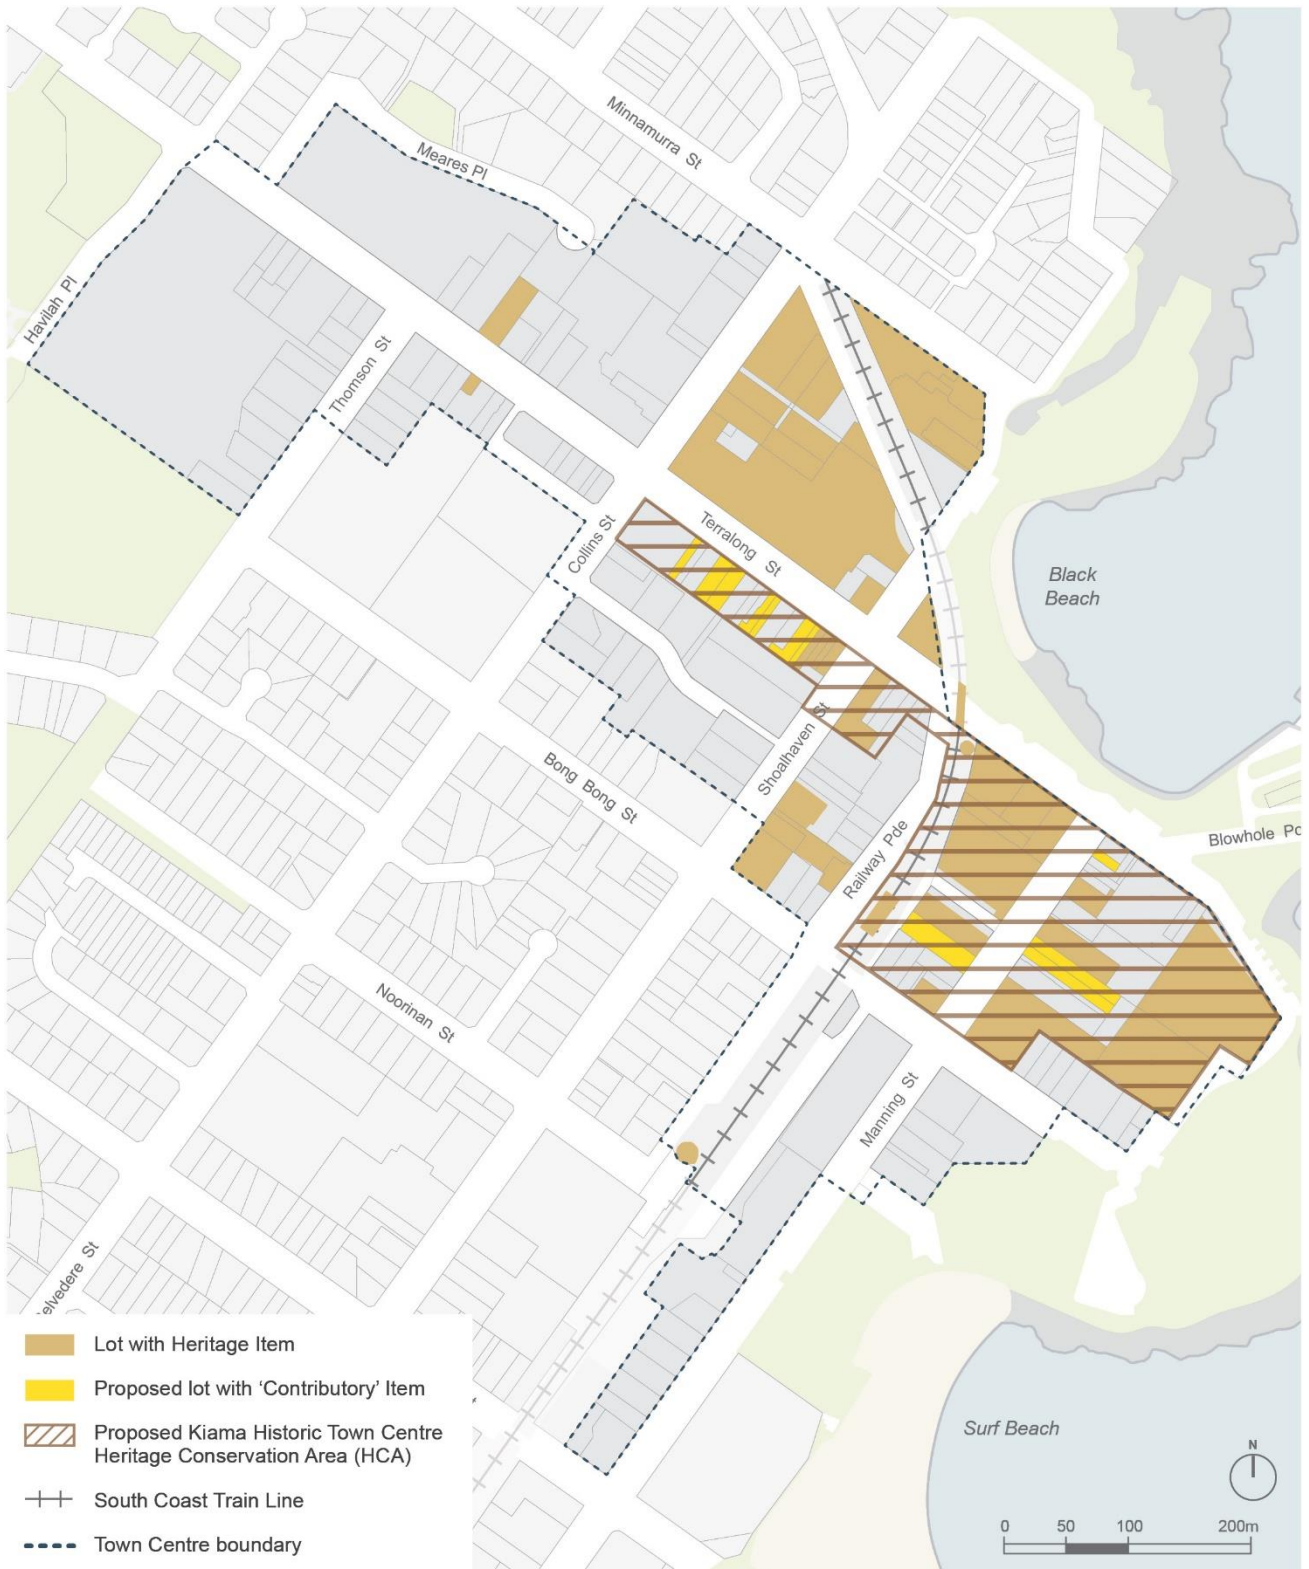 Minnamurra St
Meares Pl
Havilah Pl
Thomson St
Collins St
Terralong St
Black
Beach
Shoalhaven St
Bong Bong St
Railway Pde
Blowhole Po
Noorinan St
Manning St
elvedere St
Surf Beach
Lot with Heritage Item
Proposed lot with ‘Contributory’ Item
Proposed Kiama Historic Town Centre
Heritage Conservation Area (HCA)
South Coast Train Line
Town Centre boundary
N
0 50 100 200m